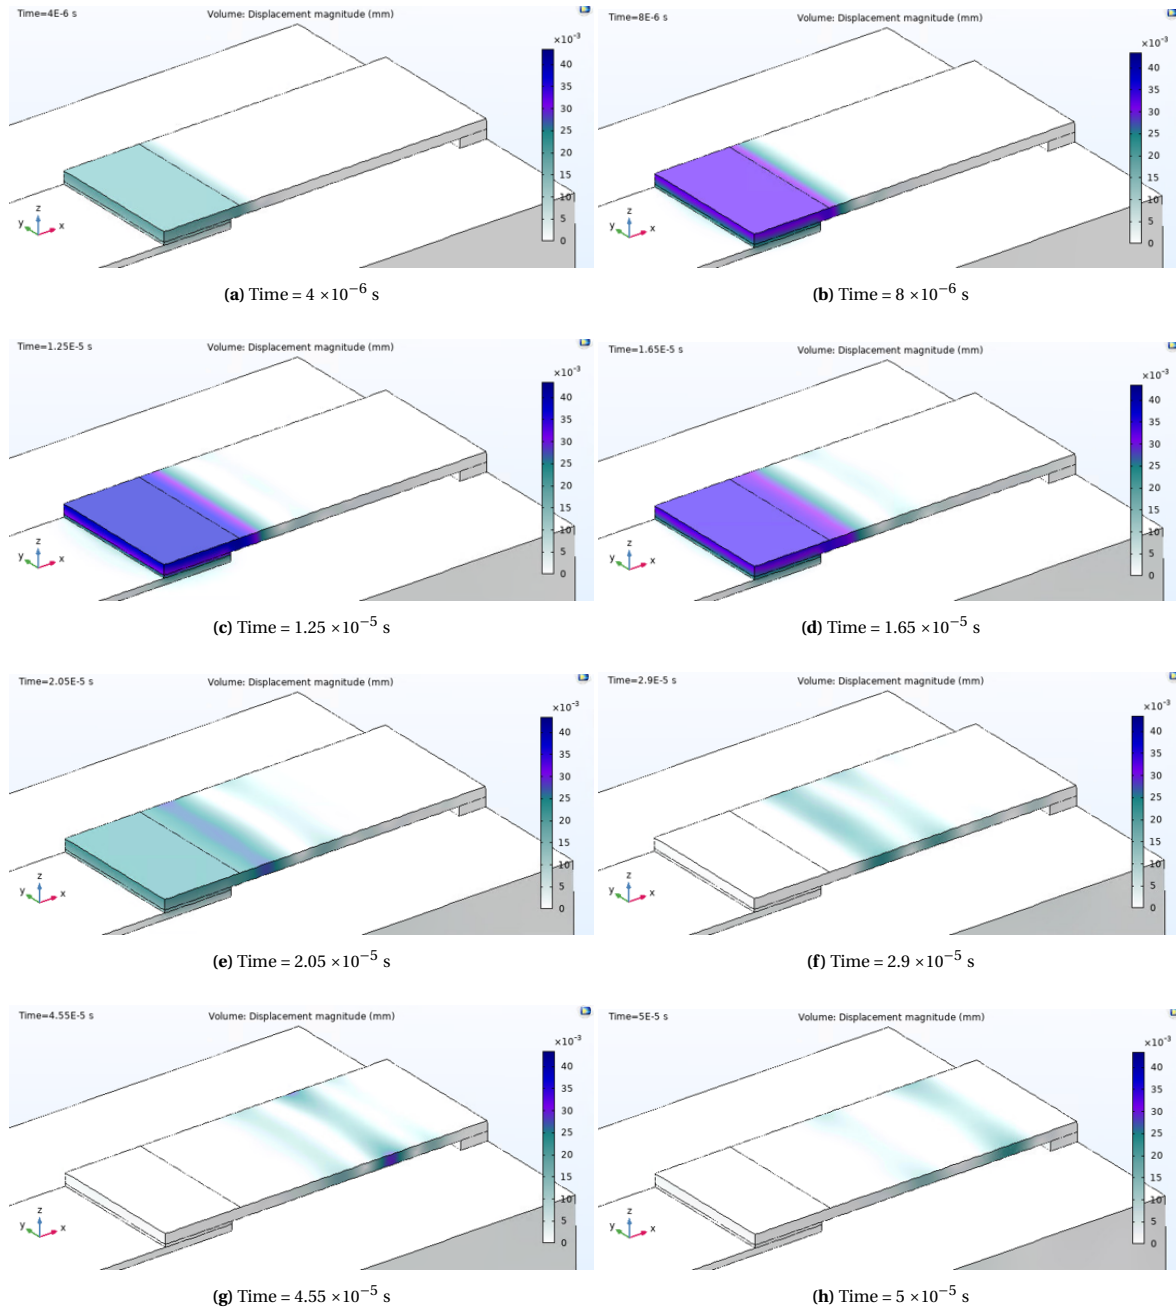 Time=4E-6 s Volume: Displacement magnitude (mm)
×10⁻³
40
35
30
25
20
15
10
5
0
z
y x
(a) Time = 4 ×10⁻⁶ s
Time=8E-6 s Volume: Displacement magnitude (mm)
×10⁻³
40
35
30
25
20
15
10
5
0
z
y x
(b) Time = 8 ×10⁻⁶ s
Time=1.25E-5 s Volume: Displacement magnitude (mm)
×10⁻³
40
35
30
25
20
15
10
5
0
z
y x
(c) Time = 1.25 ×10⁻⁵ s
Time=1.65E-5 s Volume: Displacement magnitude (mm)
×10⁻³
40
35
30
25
20
15
10
5
0
z
y x
(d) Time = 1.65 ×10⁻⁵ s
Time=2.05E-5 s Volume: Displacement magnitude (mm)
×10⁻³
40
35
30
25
20
15
10
5
0
z
y x
(e) Time = 2.05 ×10⁻⁵ s
Time=2.9E-5 s Volume: Displacement magnitude (mm)
×10⁻³
40
35
30
25
20
15
10
5
0
z
y x
(f) Time = 2.9 ×10⁻⁵ s
Time=4.55E-5 s Volume: Displacement magnitude (mm)
×10⁻³
40
35
30
25
20
15
10
5
0
z
y x
(g) Time = 4.55 ×10⁻⁵ s
Time=5E-5 s Volume: Displacement magnitude (mm)
×10⁻³
40
35
30
25
20
15
10
5
0
z
y x
(h) Time = 5 ×10⁻⁵ s